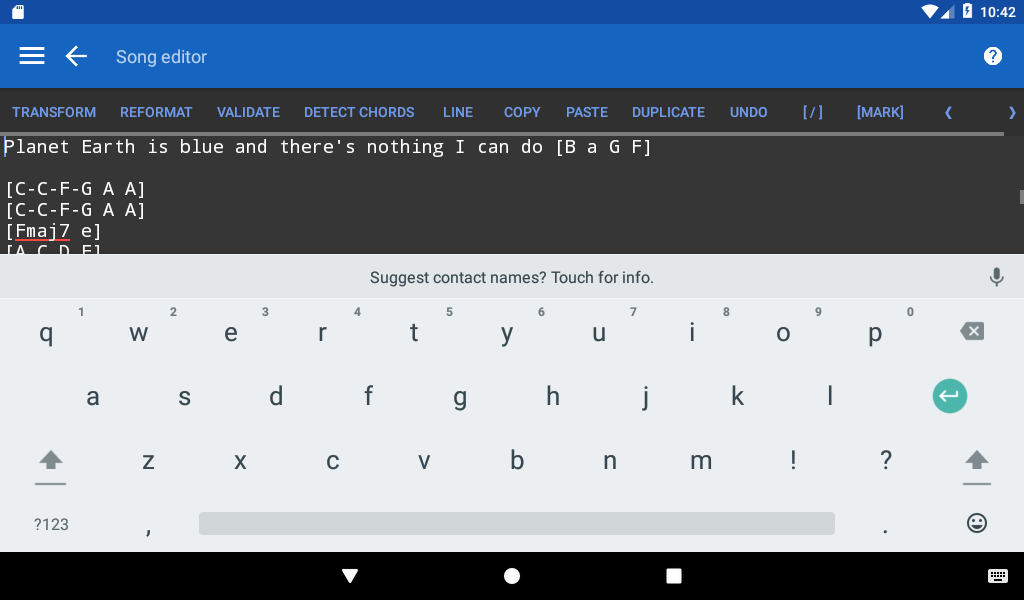 10:42
Song editor
TRANSFORM REFORMAT VALIDATE DETECT CHORDS LINE COPY PASTE DUPLICATE UNDO [ / ] [MARK] ❮ ❯
Planet Earth is blue and there's nothing I can do [B a G F]
[C-C-F-G A A]
[C-C-F-G A A]
[Fmaj7 e]
[A C D E]
Suggest contact names? Touch for info.
1 2 3 4 5 6 7 8 9 0
q w e r t y u i o p
a s d f g h j k l
z x c v b n m ! ?
?123 , .